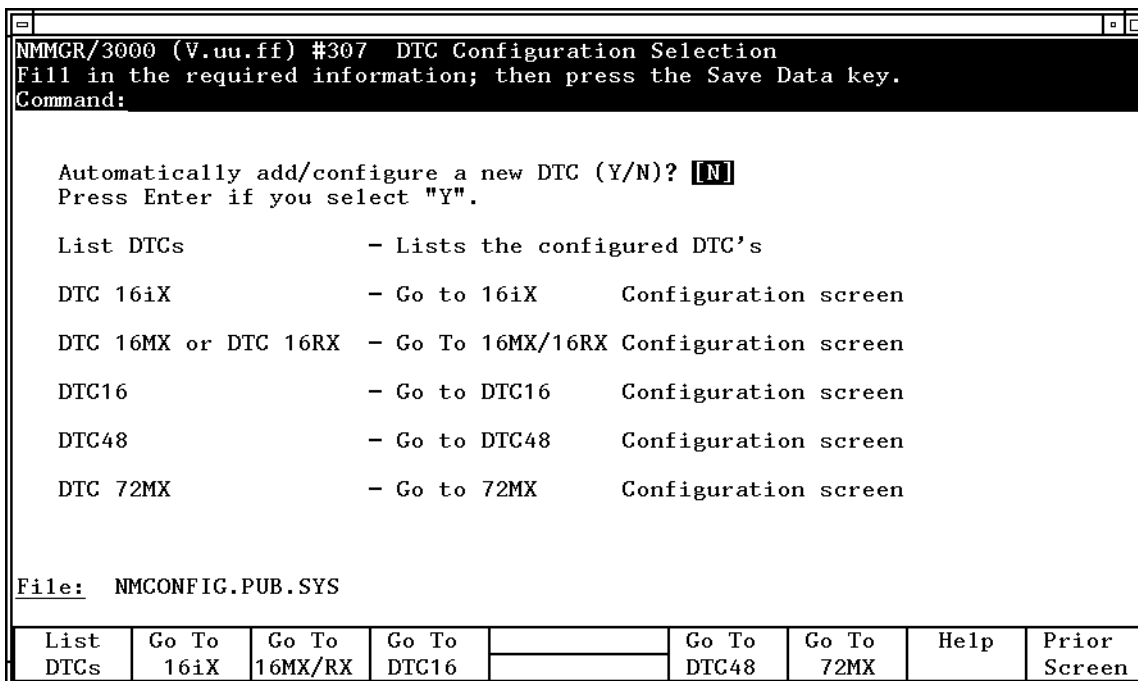 NMMGR/3000 (V.uu.ff) #307  DTC Configuration Selection
Fill in the required information; then press the Save Data key.
Command:
Automatically add/configure a new DTC (Y/N)? [N]
Press Enter if you select "Y".
List DTCs - Lists the configured DTC's
DTC 16iX - Go to 16iX Configuration screen
DTC 16MX or DTC 16RX - Go To 16MX/16RX Configuration screen
DTC16 - Go to DTC16 Configuration screen
DTC48 - Go to DTC48 Configuration screen
DTC 72MX - Go to 72MX Configuration screen
File: NMCONFIG.PUB.SYS
List Go To Go To Go To Go To Go To Help Prior
DTCs 16iX 16MX/RX DTC16 DTC48 72MX Screen